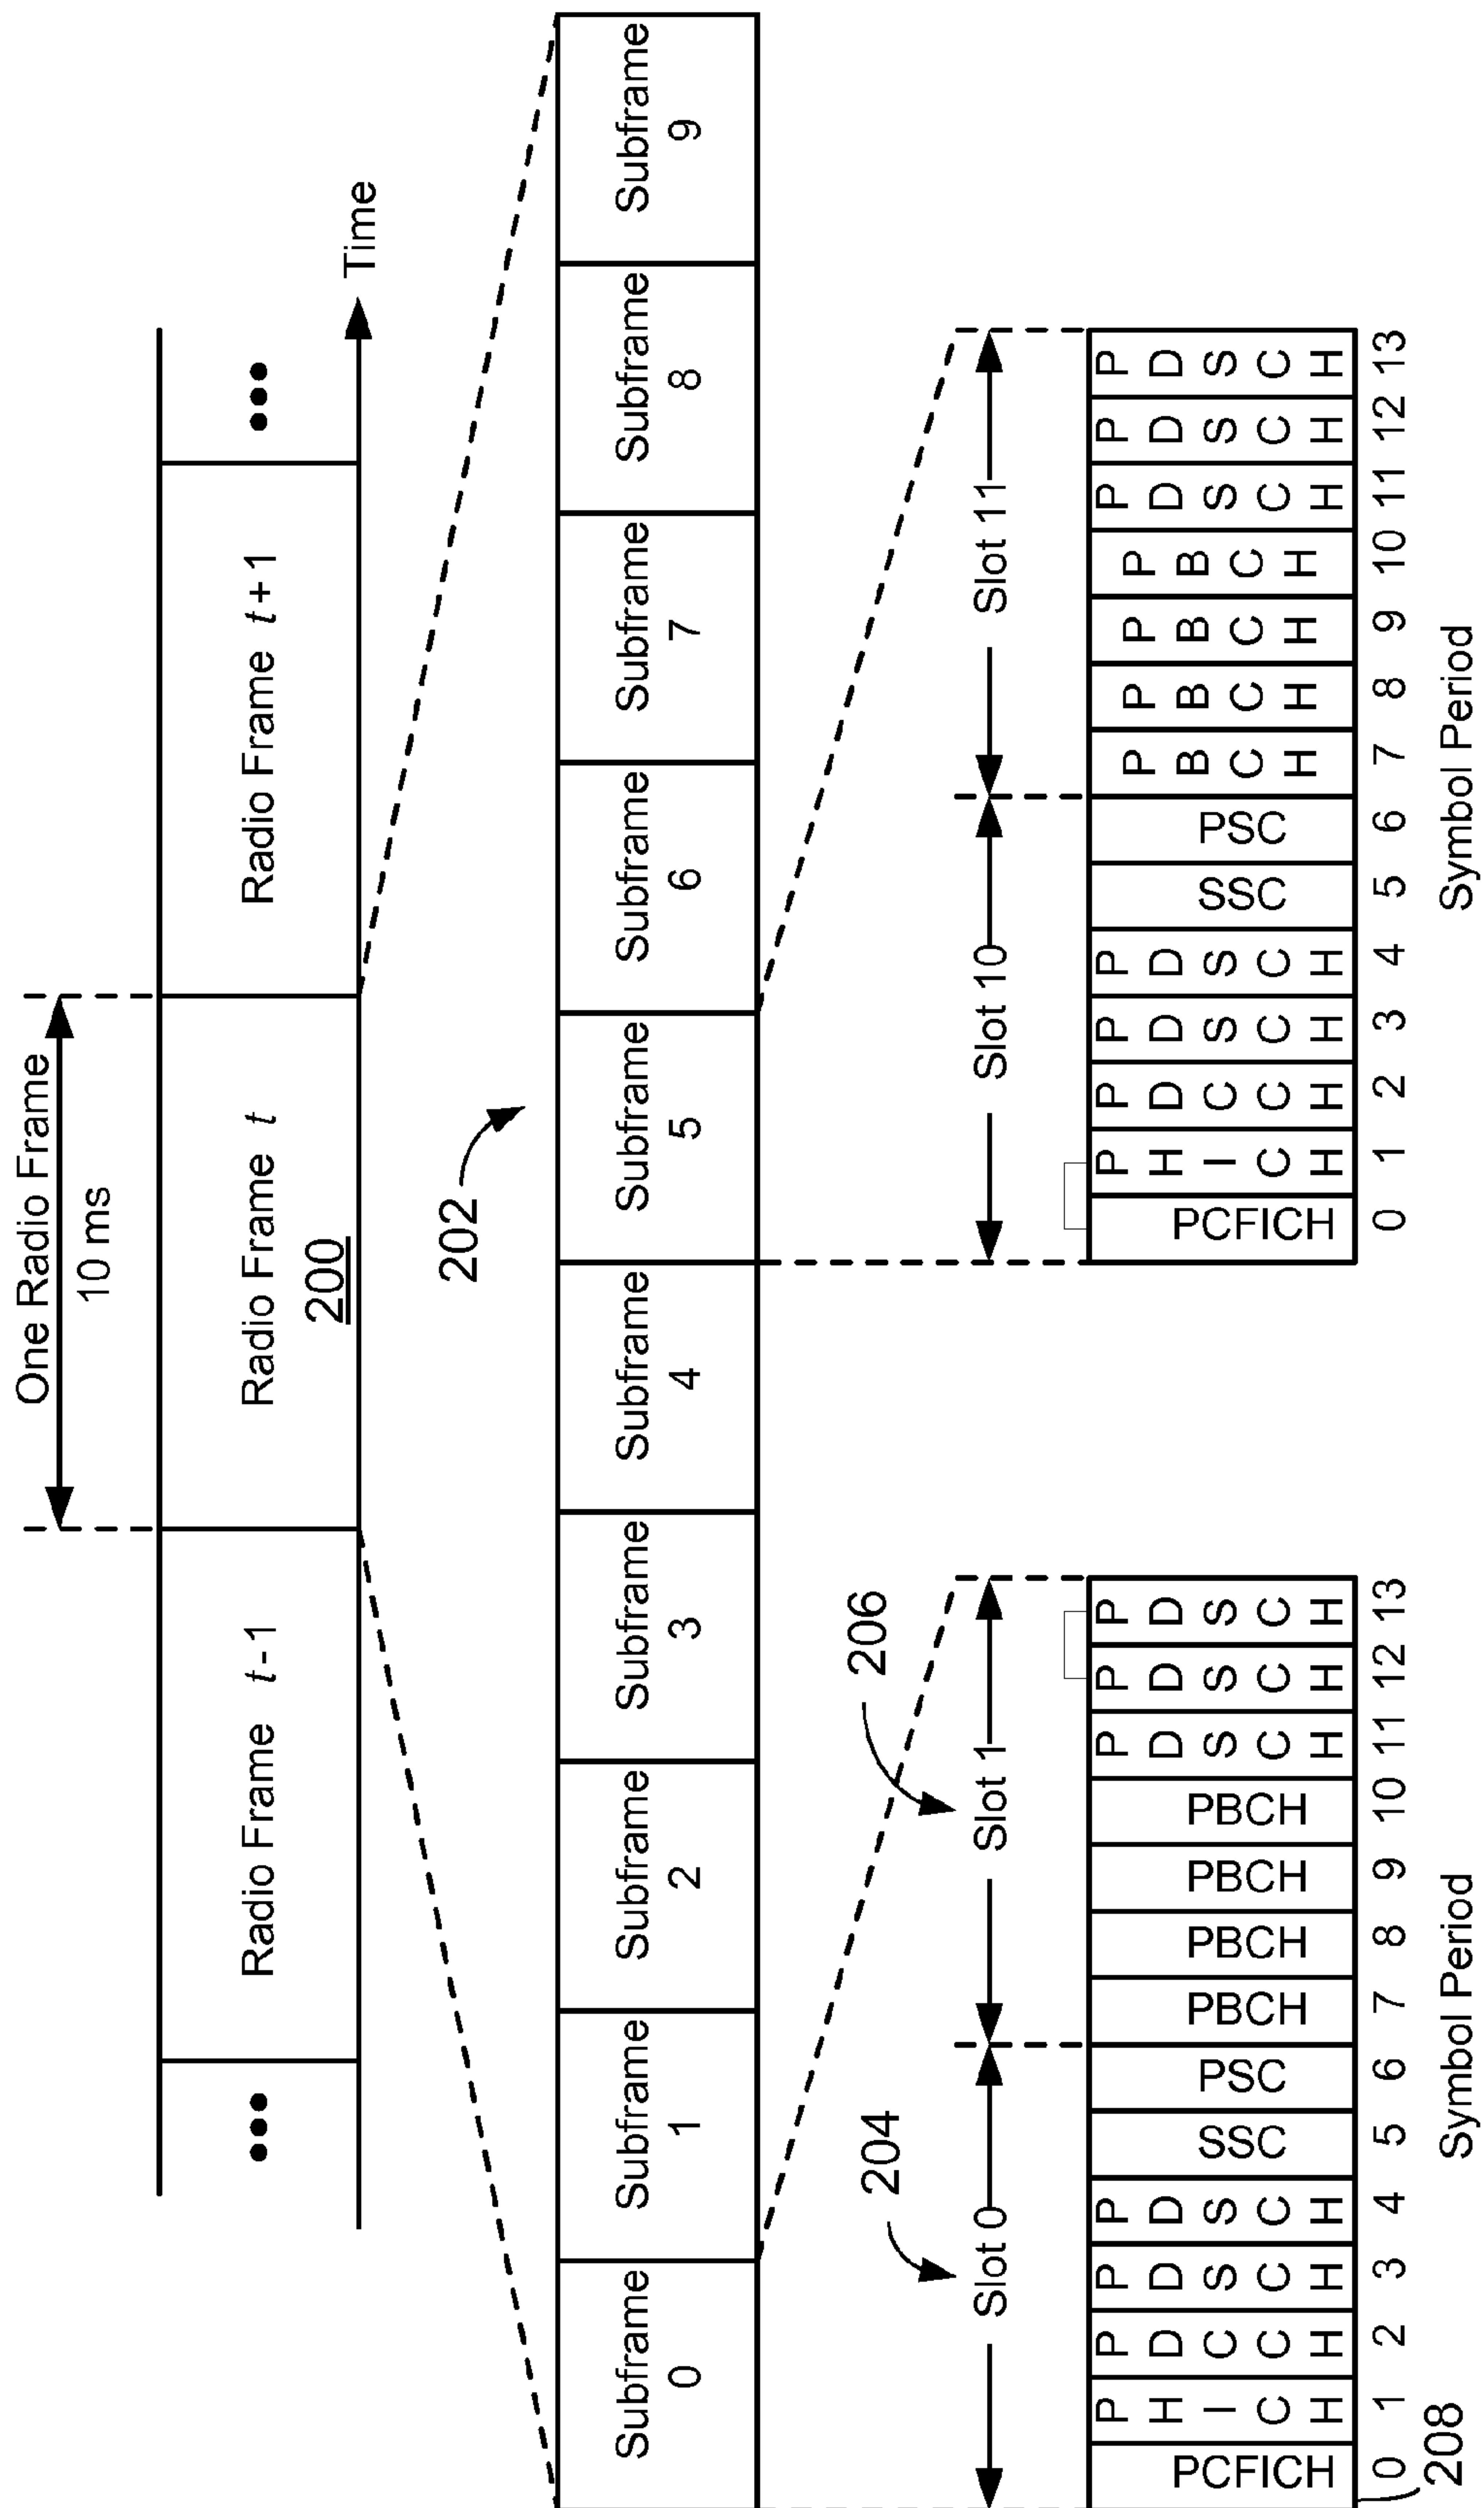 One Radio Frame
10 ms
Radio Frame t-1
Radio Frame t
Radio Frame t+1
200
Time
202
Subframe
0
Subframe
1
Subframe
2
Subframe
3
Subframe
4
Subframe
5
Subframe
6
Subframe
7
Subframe
8
Subframe
9
204
206
Slot 0
Slot 1
Slot 10
Slot 11
PCFICH
PHICH
PDCCH
PDSCH
PDSCH
SSC
PSC
PBCH
PBCH
PBCH
PBCH
PDSCH
PDSCH
PDSCH
0 1 2 3 4 5 6 7 8 9 10 11 12 13
208
Symbol Period
PCFICH
PHICH
PDCCH
PDSCH
PDSCH
SSC
PSC
PBCH
PBCH
PBCH
PBCH
PDSCH
PDSCH
PDSCH
0 1 2 3 4 5 6 7 8 9 10 11 12 13
Symbol Period